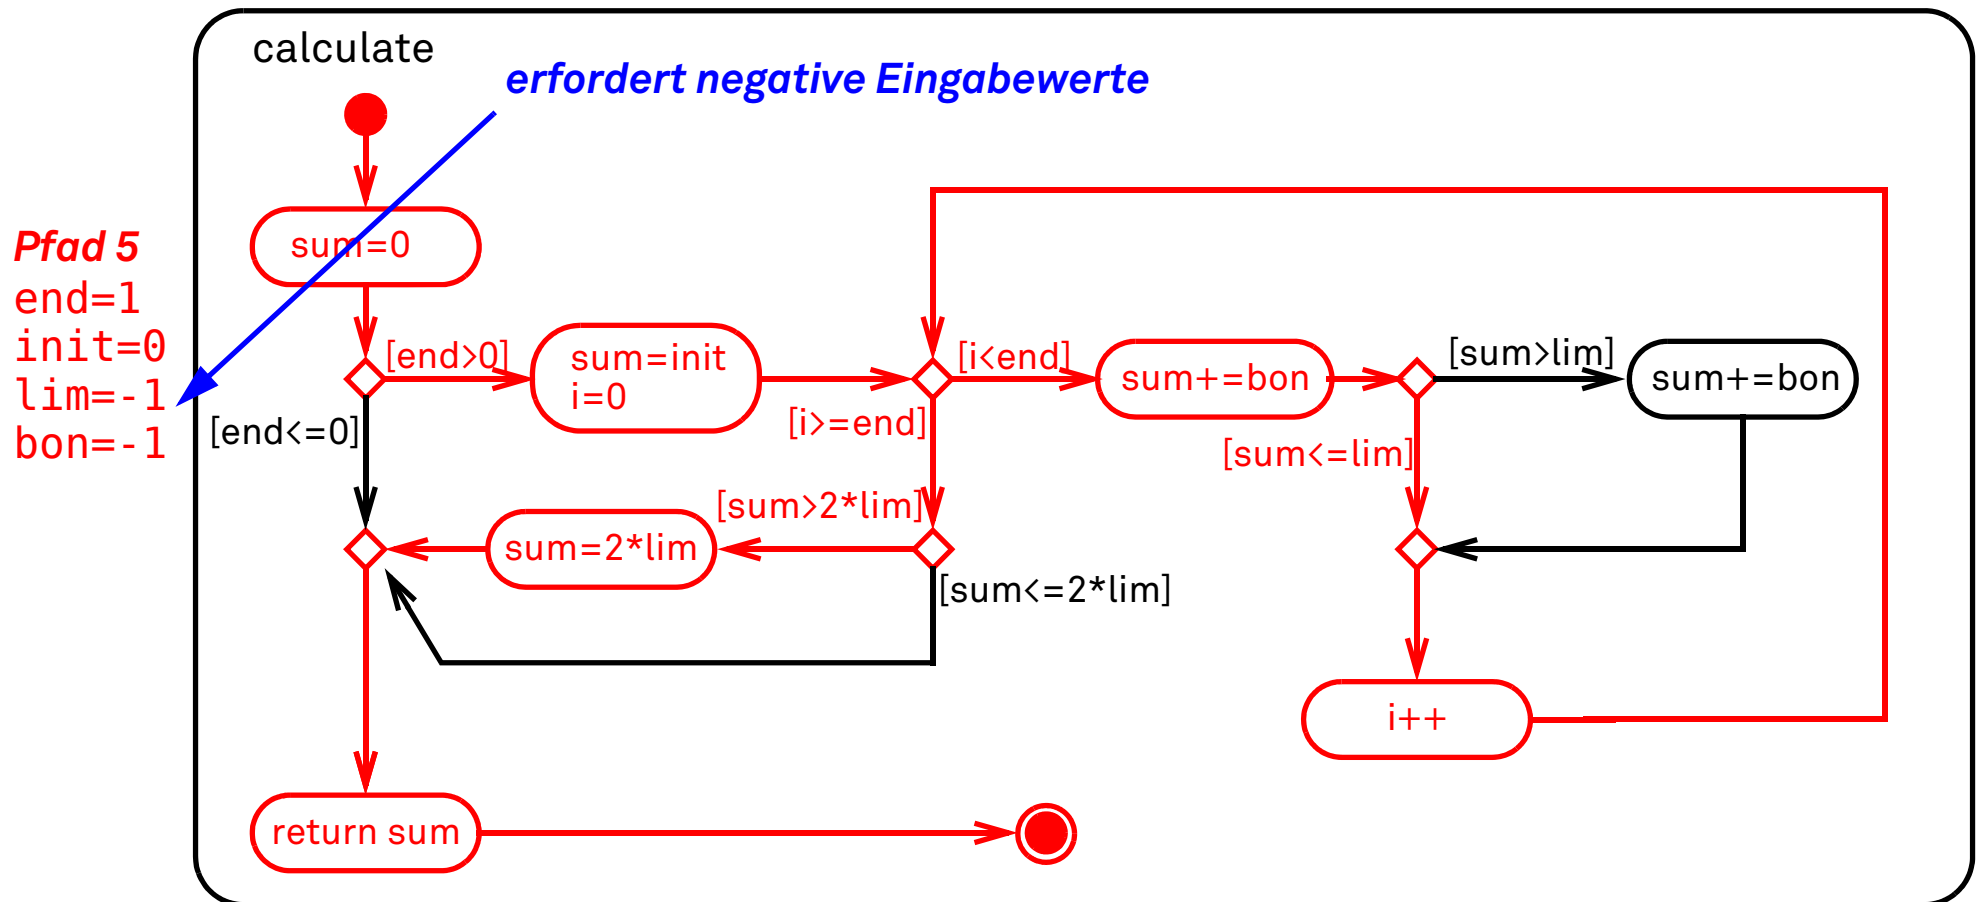 calculate
erfordert negative Eingabewerte
Pfad 5
end=1
init=0
lim=-1
bon=-1
sum=0
[end>0]
[end<=0]
sum=init
i=0
[i<end]
[i>=end]
sum+=bon
[sum>lim]
sum+=bon
[sum<=lim]
[sum>2*lim]
sum=2*lim
[sum<=2*lim]
i++
return sum